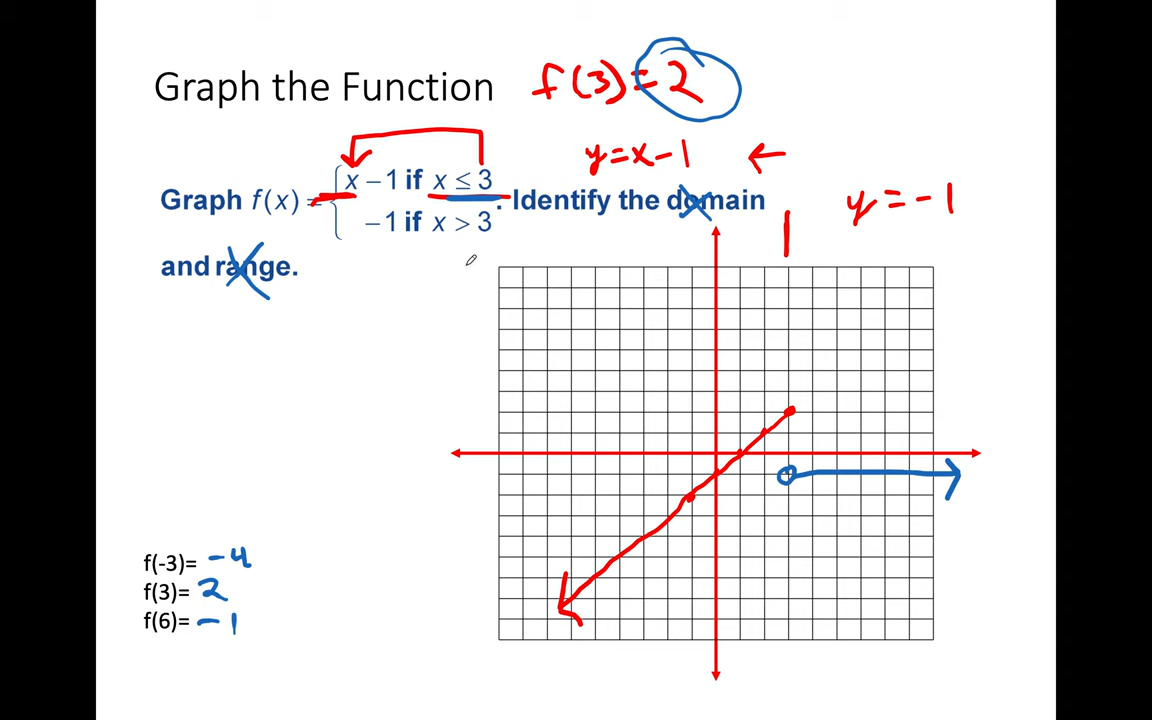 Graph the Function f(3)=2
y=x-1 ←
x − 1 if x ≤ 3
Graph f(x) = { . Identify the domain y=-1
−1 if x > 3
and range.
f(-3)= -4
f(3)= 2
f(6)= -1